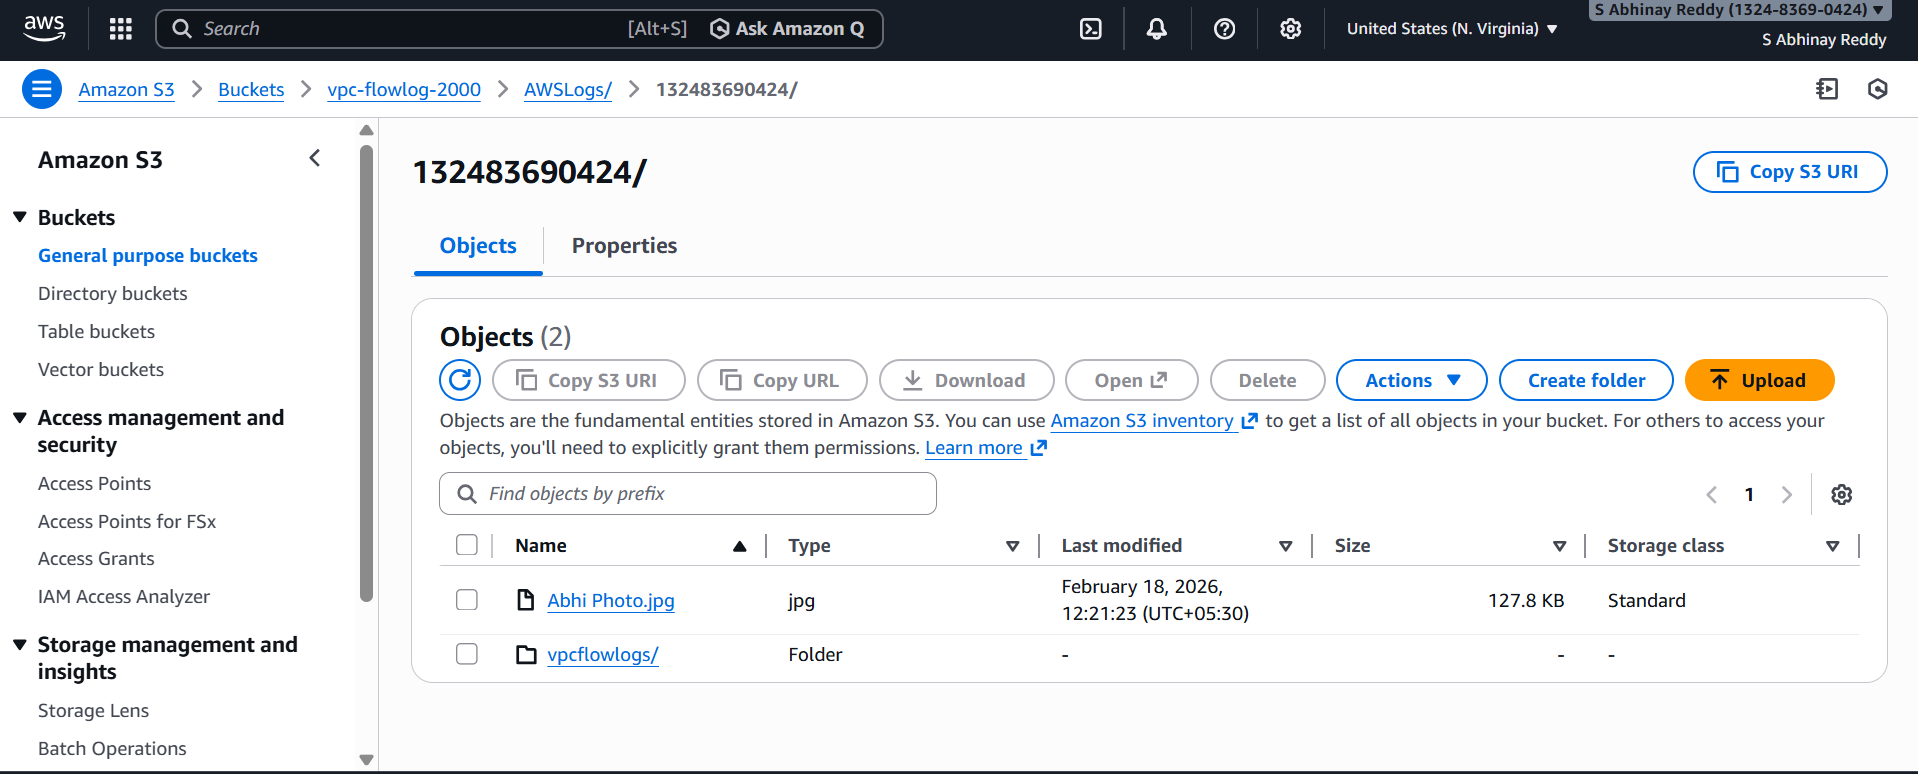 aws
Search [Alt+S] Ask Amazon Q
United States (N. Virginia)
S Abhinay Reddy (1324-8369-0424)
S Abhinay Reddy
Amazon S3 Buckets vpc-flowlog-2000 AWSLogs/ 132483690424/
Amazon S3
Buckets
General purpose buckets
Directory buckets
Table buckets
Vector buckets
Access management and
security
Access Points
Access Points for FSx
Access Grants
IAM Access Analyzer
Storage management and
insights
Storage Lens
Batch Operations
132483690424/
Copy S3 URI
Objects Properties
Objects (2)
Copy S3 URI Copy URL Download Open Delete Actions Create folder Upload
Objects are the fundamental entities stored in Amazon S3. You can use Amazon S3 inventory to get a list of all objects in your bucket. For others to access your
objects, you'll need to explicitly grant them permissions. Learn more
Find objects by prefix
1
Name Type Last modified Size Storage class
Abhi Photo.jpg jpg February 18, 2026, 12:21:23 (UTC+05:30) 127.8 KB Standard
vpcflowlogs/ Folder - - -